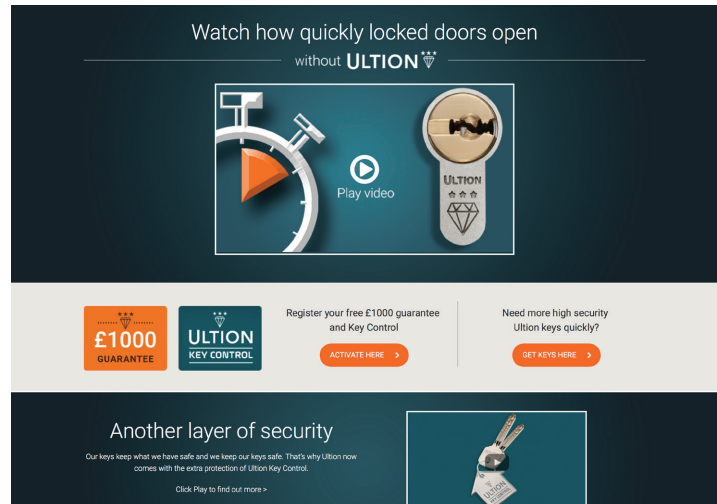 Watch how quickly locked doors open
without ULTION
Play video
ULTION
£1000
GUARANTEE
ULTION
KEY CONTROL
Register your free £1000 guarantee
and Key Control
ACTIVATE HERE >
Need more high security
Ultion keys quickly?
GET KEYS HERE >
Another layer of security
Our keys keep what we have safe and we keep our keys safe. That's why Ultion now
comes with the extra protection of Ultion Key Control.
Click Play to find out more >
ULTION
KEY CONTROL